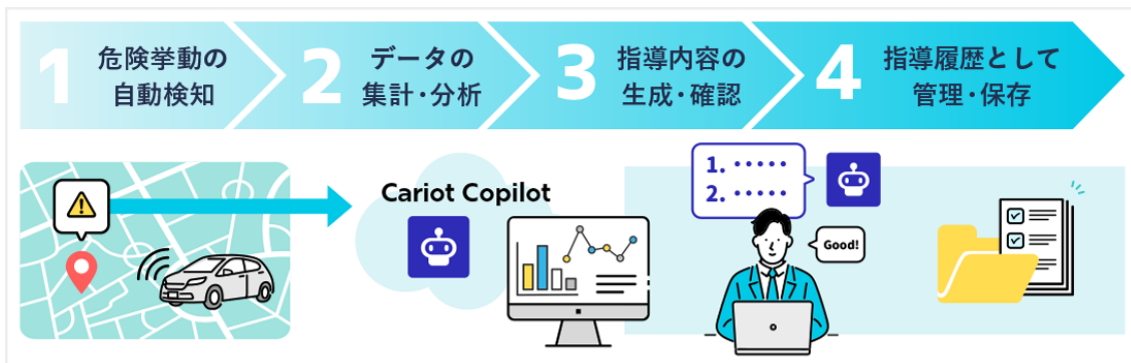 1
危険挙動の
自動検知
2
データの
集計・分析
3
指導内容の
生成・確認
4
指導履歴として
管理・保存
Cariot Copilot
1. •••••
2. •••••
Good!